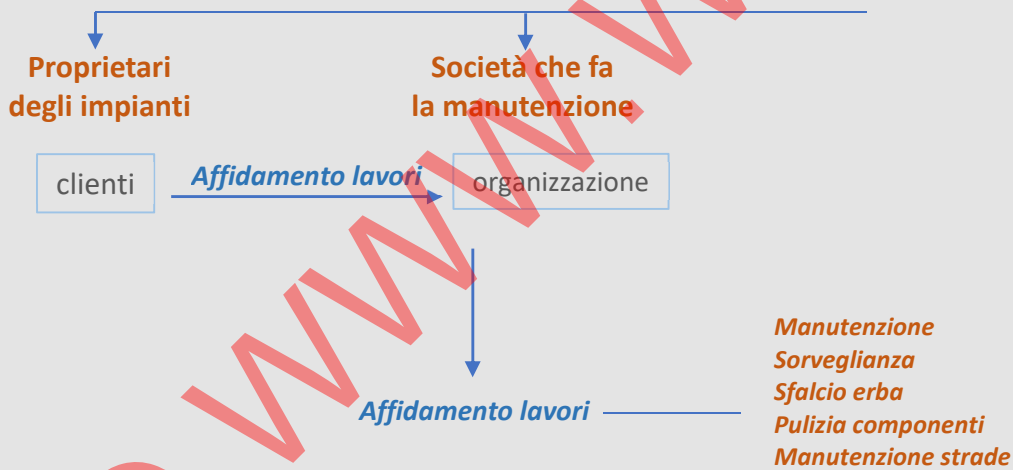 Proprietari
degli impianti
Società che fa
la manutenzione
clienti
Affidamento lavori
organizzazione
Affidamento lavori
Manutenzione
Sorveglianza
Sfalcio erba
Pulizia componenti
Manutenzione strade
www.